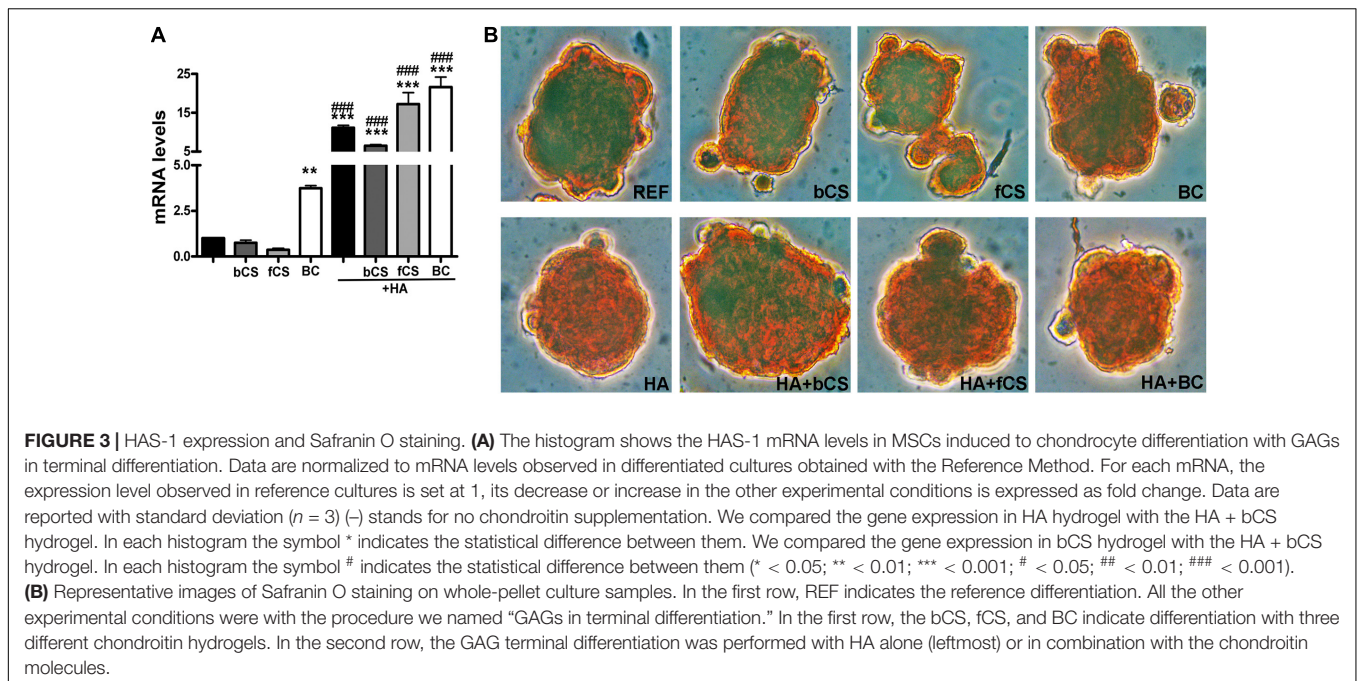 A
B
mRNA levels
25
15
5
5.0
2.5
0.0
**
###
***
###
***
###
***
###
***
bCS
fCS
BC
bCS
fCS
BC
+HA
REF
bCS
fCS
BC
HA
HA+bCS
HA+fCS
HA+BC
FIGURE 3 | HAS-1 expression and Safranin O staining. (A) The histogram shows the HAS-1 mRNA levels in MSCs induced to chondrocyte differentiation with GAGs
in terminal differentiation. Data are normalized to mRNA levels observed in differentiated cultures obtained with the Reference Method. For each mRNA, the
expression level observed in reference cultures is set at 1, its decrease or increase in the other experimental conditions is expressed as fold change. Data are
reported with standard deviation (n = 3) (–) stands for no chondroitin supplementation. We compared the gene expression in HA hydrogel with the HA + bCS
hydrogel. In each histogram the symbol * indicates the statistical difference between them. We compared the gene expression in bCS hydrogel with the HA + bCS
hydrogel. In each histogram the symbol # indicates the statistical difference between them (* < 0.05; ** < 0.01; *** < 0.001; # < 0.05; ## < 0.01; ### < 0.001).
(B) Representative images of Safranin O staining on whole-pellet culture samples. In the first row, REF indicates the reference differentiation. All the other
experimental conditions were with the procedure we named “GAGs in terminal differentiation.” In the first row, the bCS, fCS, and BC indicate differentiation with three
different chondroitin hydrogels. In the second row, the GAG terminal differentiation was performed with HA alone (leftmost) or in combination with the chondroitin
molecules.